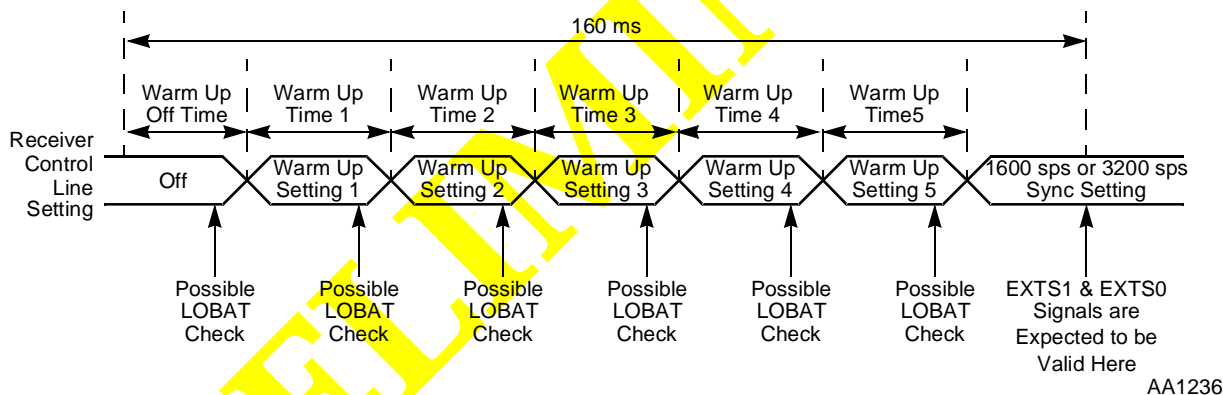 160 ms
Warm Up
Off Time
Warm Up
Time 1
Warm Up
Time 2
Warm Up
Time 3
Warm Up
Time 4
Warm Up
Time5
Receiver
Control
Line
Setting
Off
Warm Up
Setting 1
Warm Up
Setting 2
Warm Up
Setting 3
Warm Up
Setting 4
Warm Up
Setting 5
1600 sps or 3200 sps
Sync Setting
Possible
LOBAT
Check
Possible
LOBAT
Check
Possible
LOBAT
Check
Possible
LOBAT
Check
Possible
LOBAT
Check
Possible
LOBAT
Check
EXTS1 & EXTS0
Signals are
Expected to be
Valid Here
AA1236
ELIMI